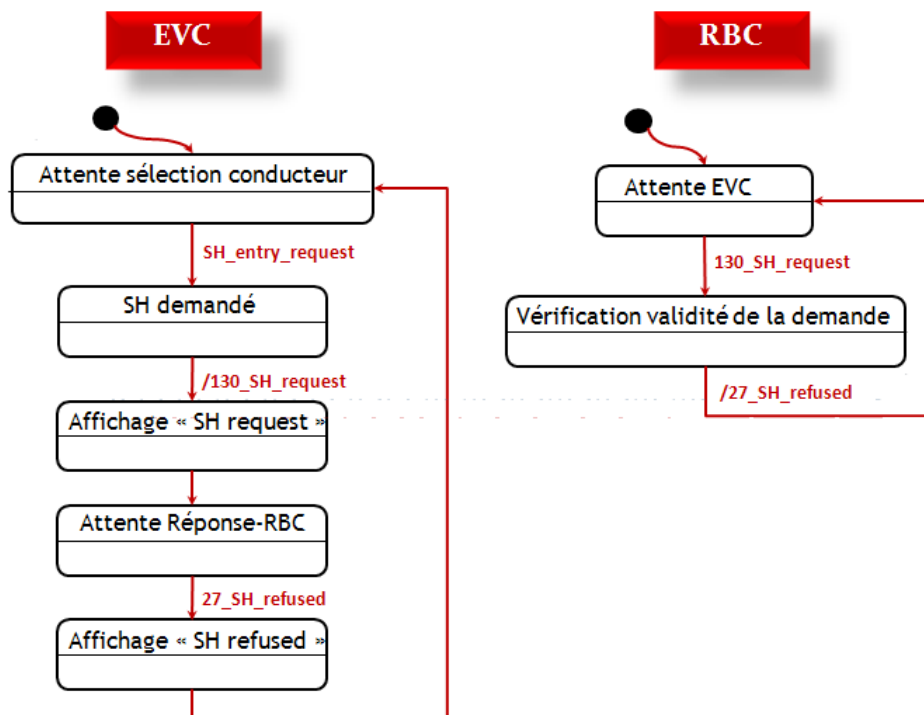 EVC
RBC
Attente sélection conducteur
SH_entry_request
SH demandé
/130_SH_request
Affichage « SH request »
Attente Réponse-RBC
27_SH_refused
Affichage « SH refused »
Attente EVC
130_SH_request
Vérification validité de la demande
/27_SH_refused